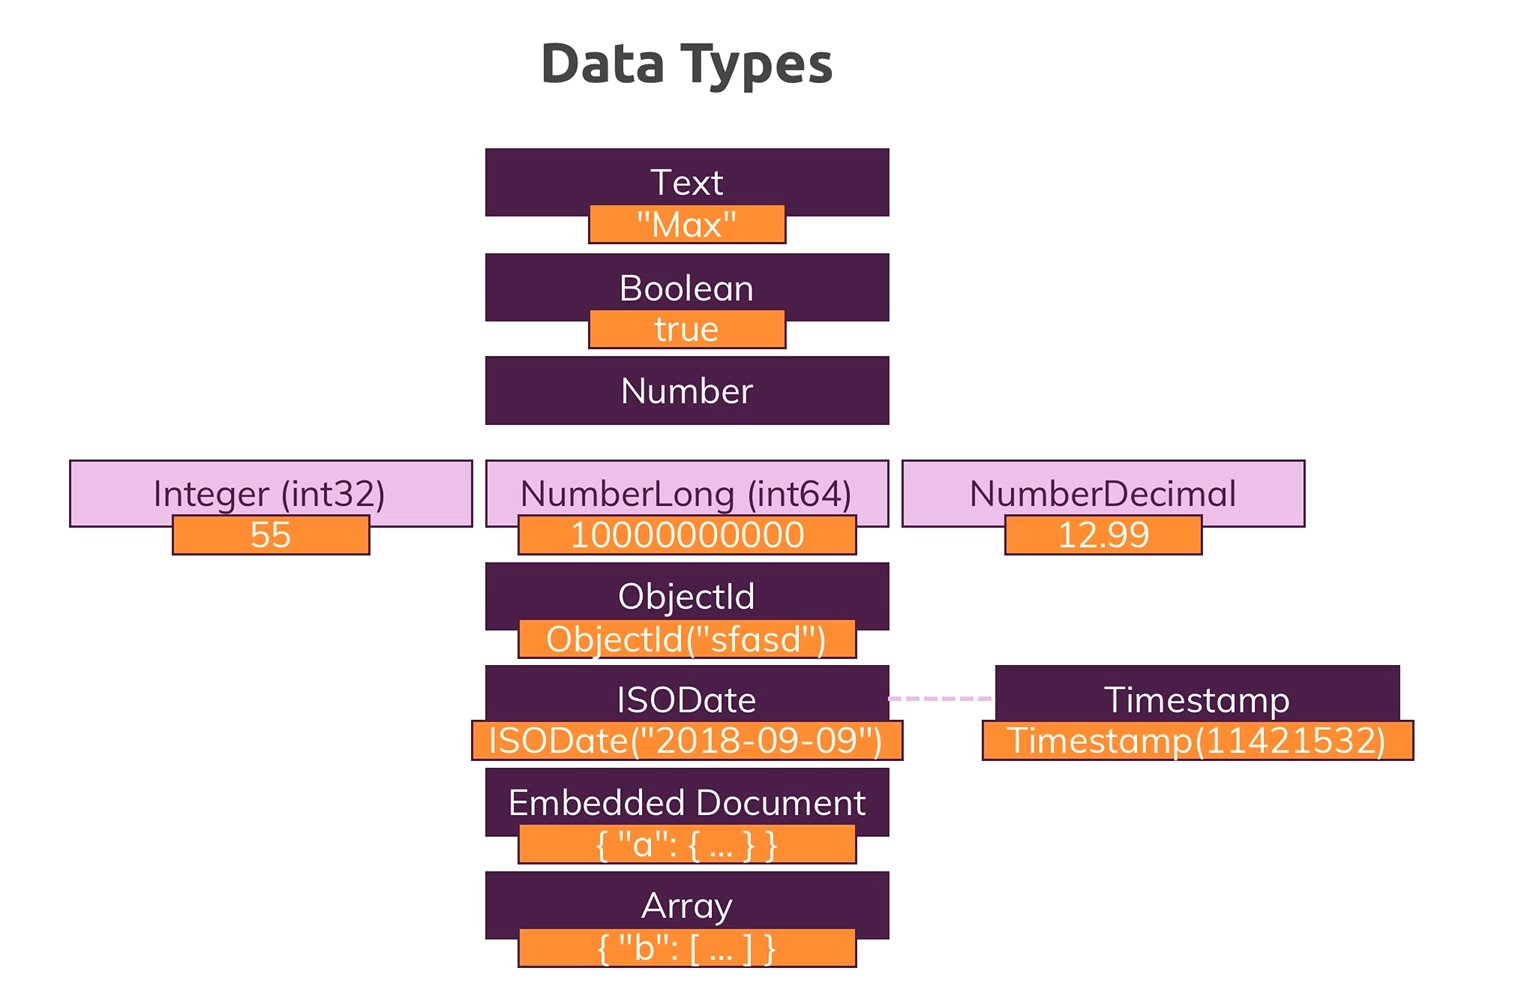 Data Types
Text
"Max"
Boolean
true
Number
Integer (int32)
NumberLong (int64)
NumberDecimal
55
10000000000
12.99
ObjectId
ObjectId("sfasd")
ISODate
Timestamp
ISODate("2018-09-09")
Timestamp(11421532)
Embedded Document
{ "a": { ... } }
Array
{ "b": [ ... ] }